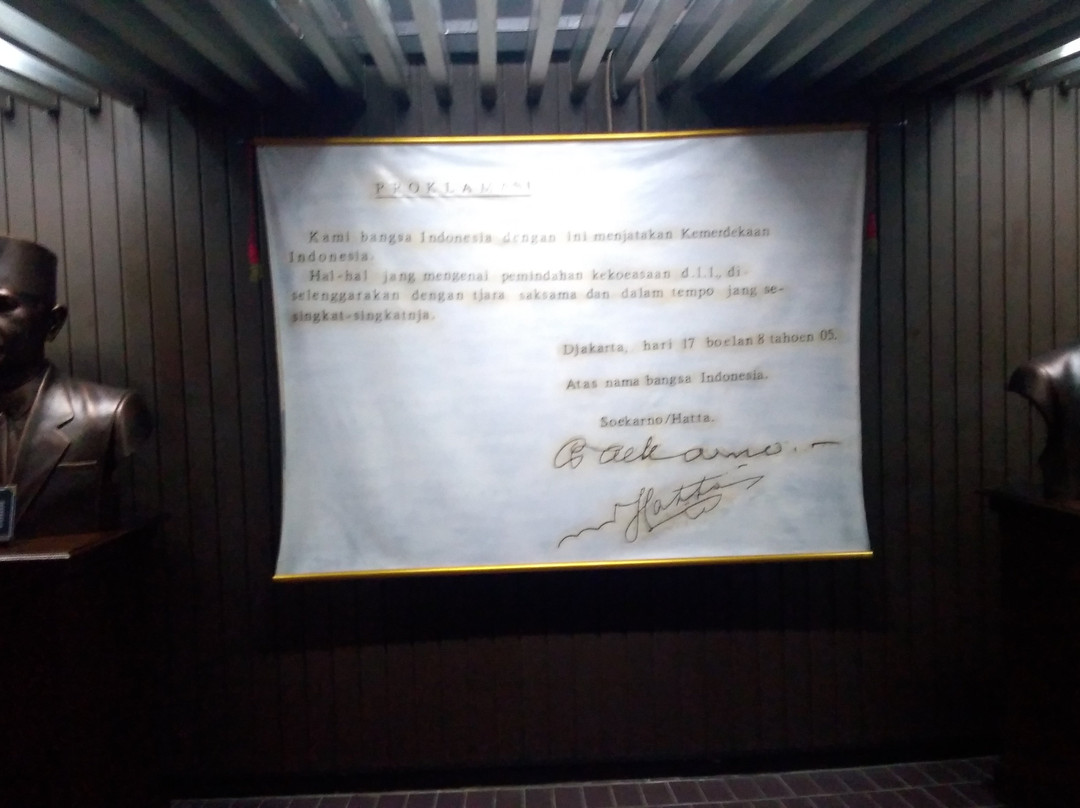 PROKLAMASI
Kami bangsa Indonesia dengan ini menjatakan Kemerdekaan
Indonesia.
Hal-hal jang mengenai pemindahan kekoeasaan d.l.l., di-
selenggarakan dengan tjara saksama dan dalam tempo jang se-
singkat-singkatnja.
Djakarta, hari 17 boelan 8 tahoen 05.
Atas nama bangsa Indonesia.
Soekarno/Hatta.
Soekarno.-
Hatta